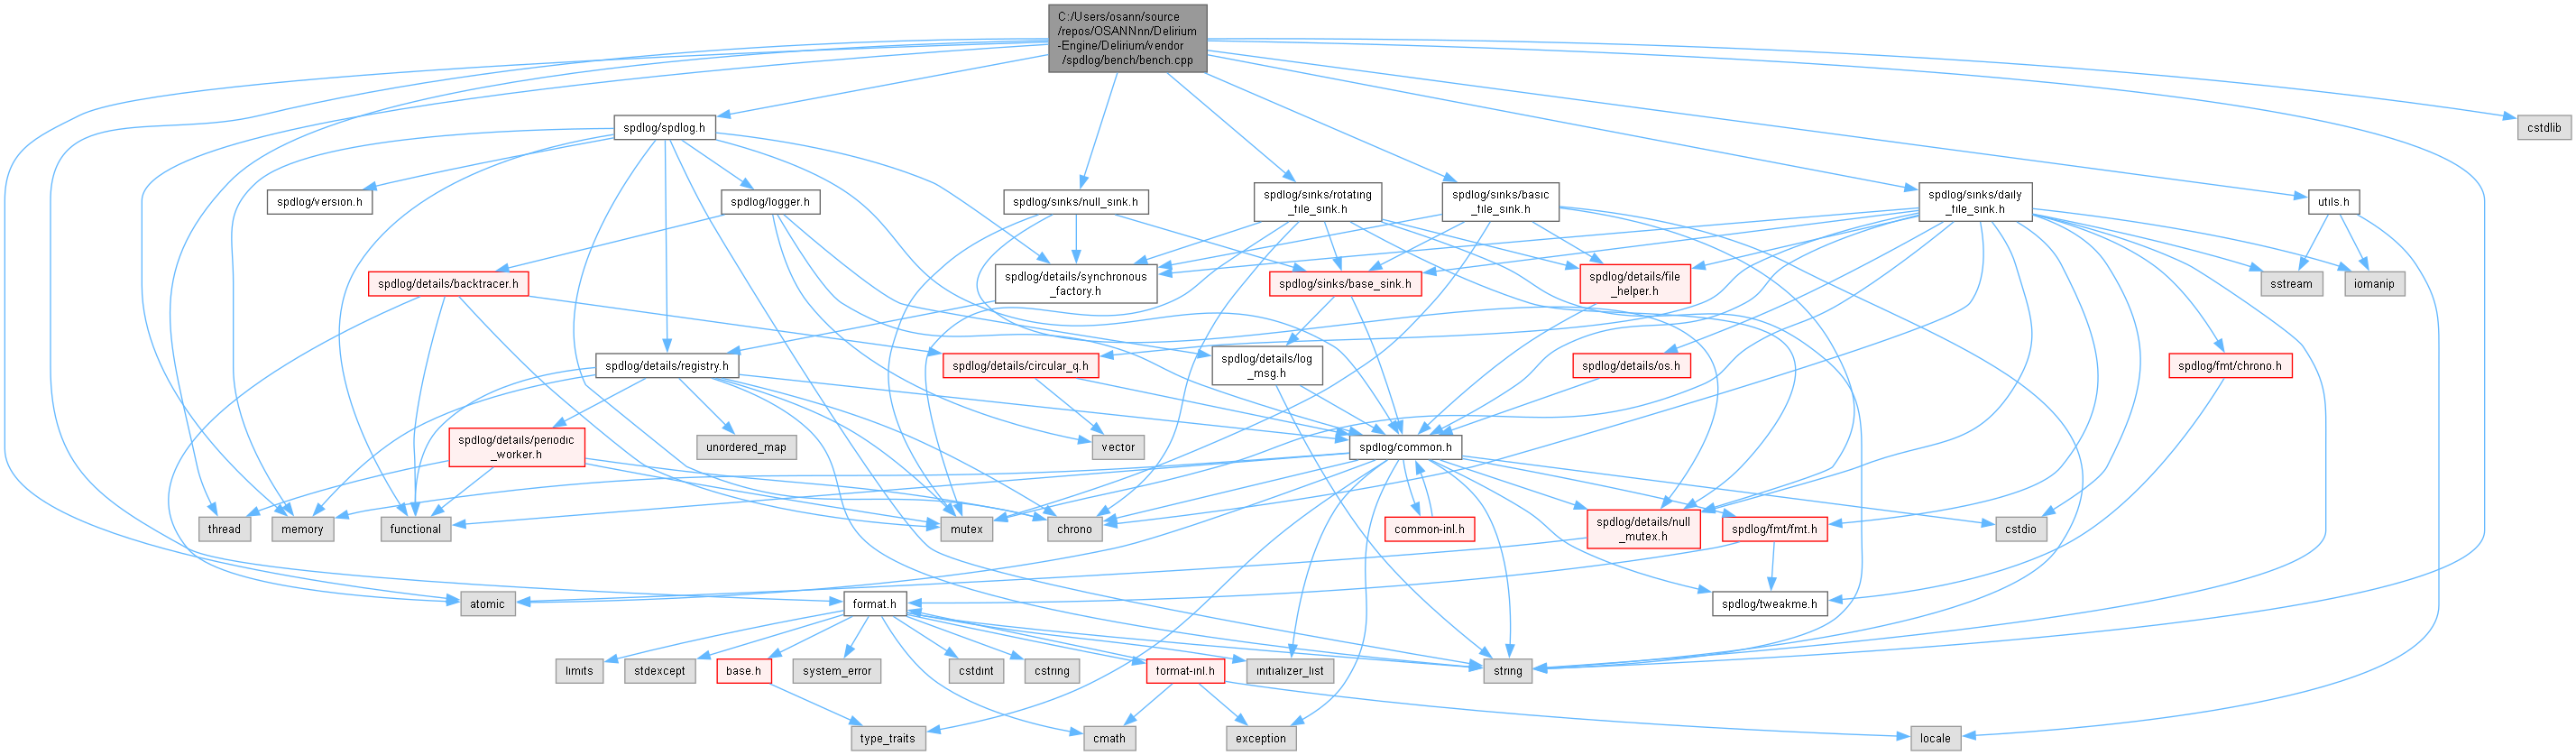 C:/Users/osann/source
/repos/OSANNnn/Delirium
-Engine/Delirium/vendor
/spdlog/bench/bench.cpp
cstdlib
spdlog/spdlog.h
spdlog/version.h
spdlog/logger.h
spdlog/sinks/null_sink.h
spdlog/sinks/rotating
_file_sink.h
spdlog/sinks/basic
_file_sink.h
spdlog/sinks/daily
_file_sink.h
utils.h
spdlog/details/backtracer.h
spdlog/details/synchronous
_factory.h
spdlog/sinks/base_sink.h
spdlog/details/file
_helper.h
sstream
iomanip
spdlog/details/registry.h
spdlog/details/circular_q.h
spdlog/details/log
_msg.h
spdlog/details/os.h
spdlog/fmt/chrono.h
spdlog/details/periodic
_worker.h
unordered_map
vector
spdlog/common.h
thread
memory
functional
mutex
chrono
common-inl.h
spdlog/details/null
_mutex.h
spdlog/fmt/fmt.h
cstdio
atomic
format.h
spdlog/tweakme.h
limits
stdexcept
base.h
system_error
cstdint
cstring
format-inl.h
initializer_list
string
type_traits
cmath
exception
locale